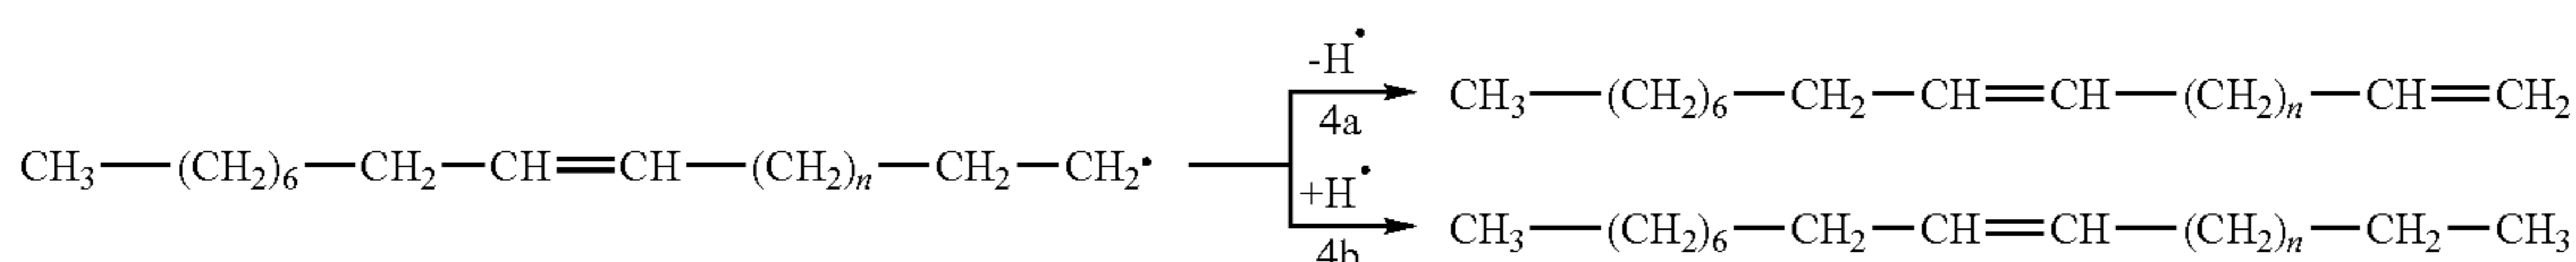 -H•
4a
CH3—(CH2)6—CH2—CH=CH—(CH2)n—CH=CH2
CH3—(CH2)6—CH2—CH=CH—(CH2)n—CH2—CH2•
+H•
4b
CH3—(CH2)6—CH2—CH=CH—(CH2)n—CH2—CH3